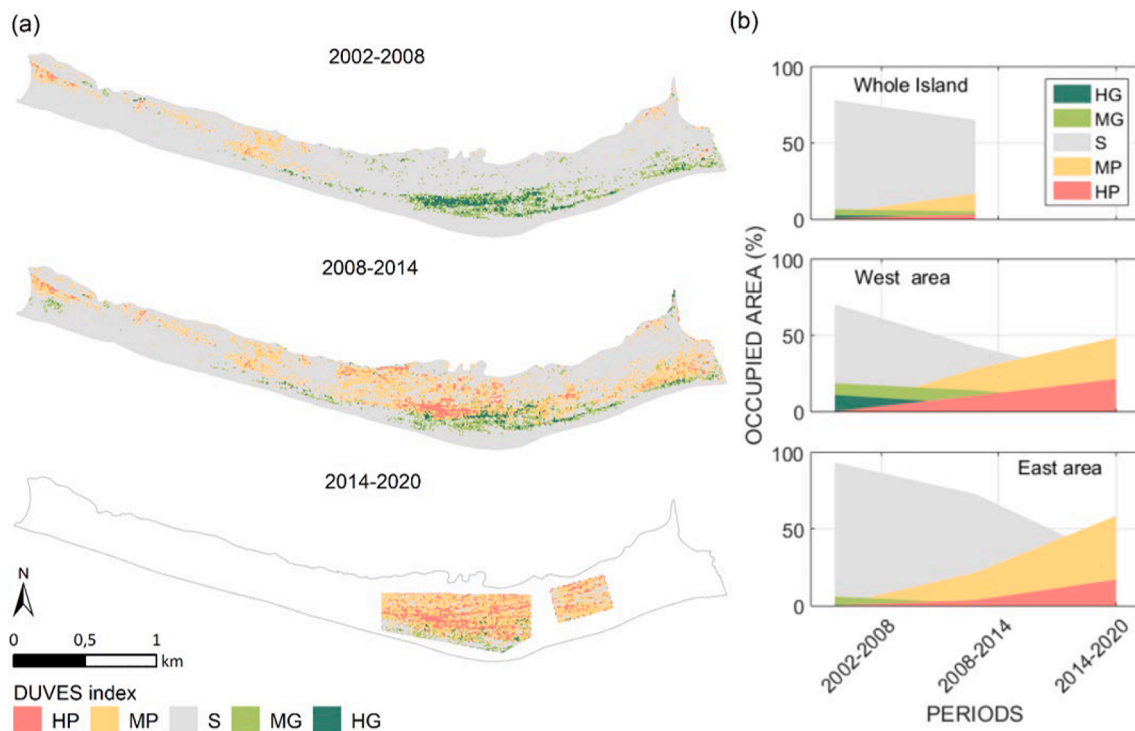 (a)
2002-2008
2008-2014
2014-2020
N
0 0,5 1
km
DUVES index
HP MP S MG HG
(b)
100
50
0
Whole Island
HG
MG
S
MP
HP
OCCUPIED AREA (%)
100
50
0
West area
100
50
0
East area
2002-2008
2008-2014
2014-2020
PERIODS